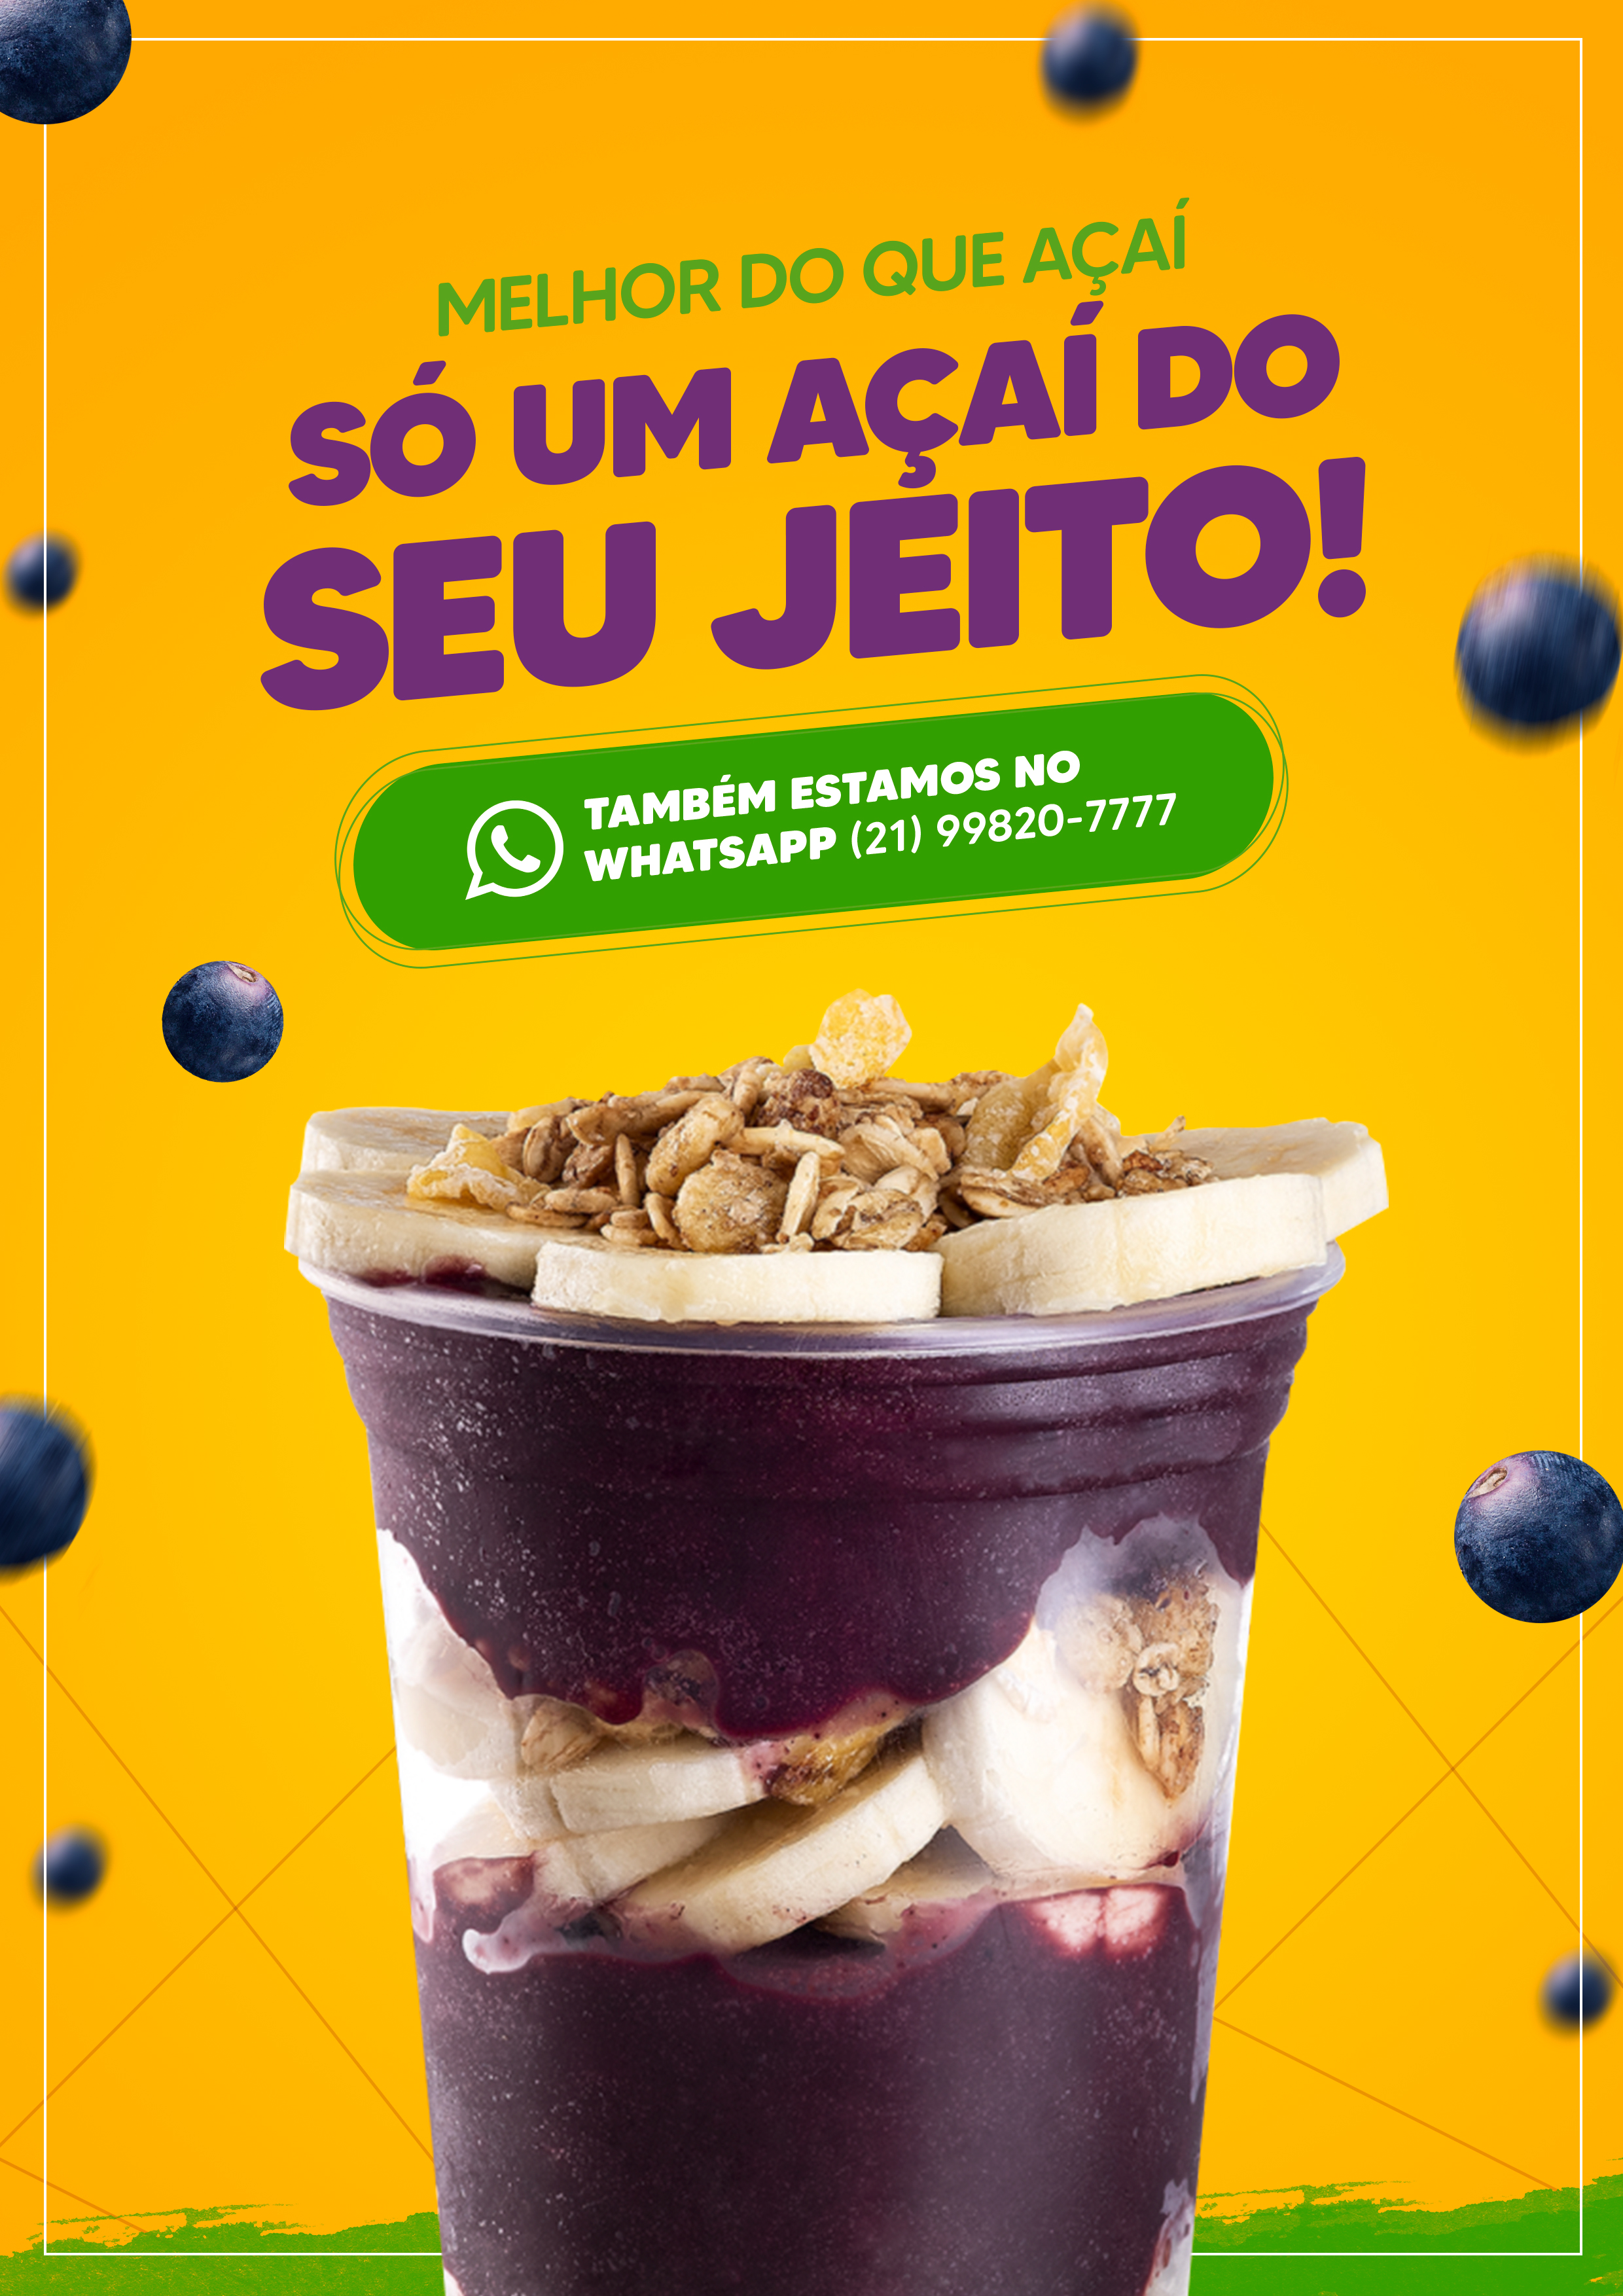 MELHOR DO QUE AÇAÍ
SÓ UM AÇAÍ DO
SEU JEITO!
TAMBÉM ESTAMOS NO
WHATSAPP (21) 99820-7777